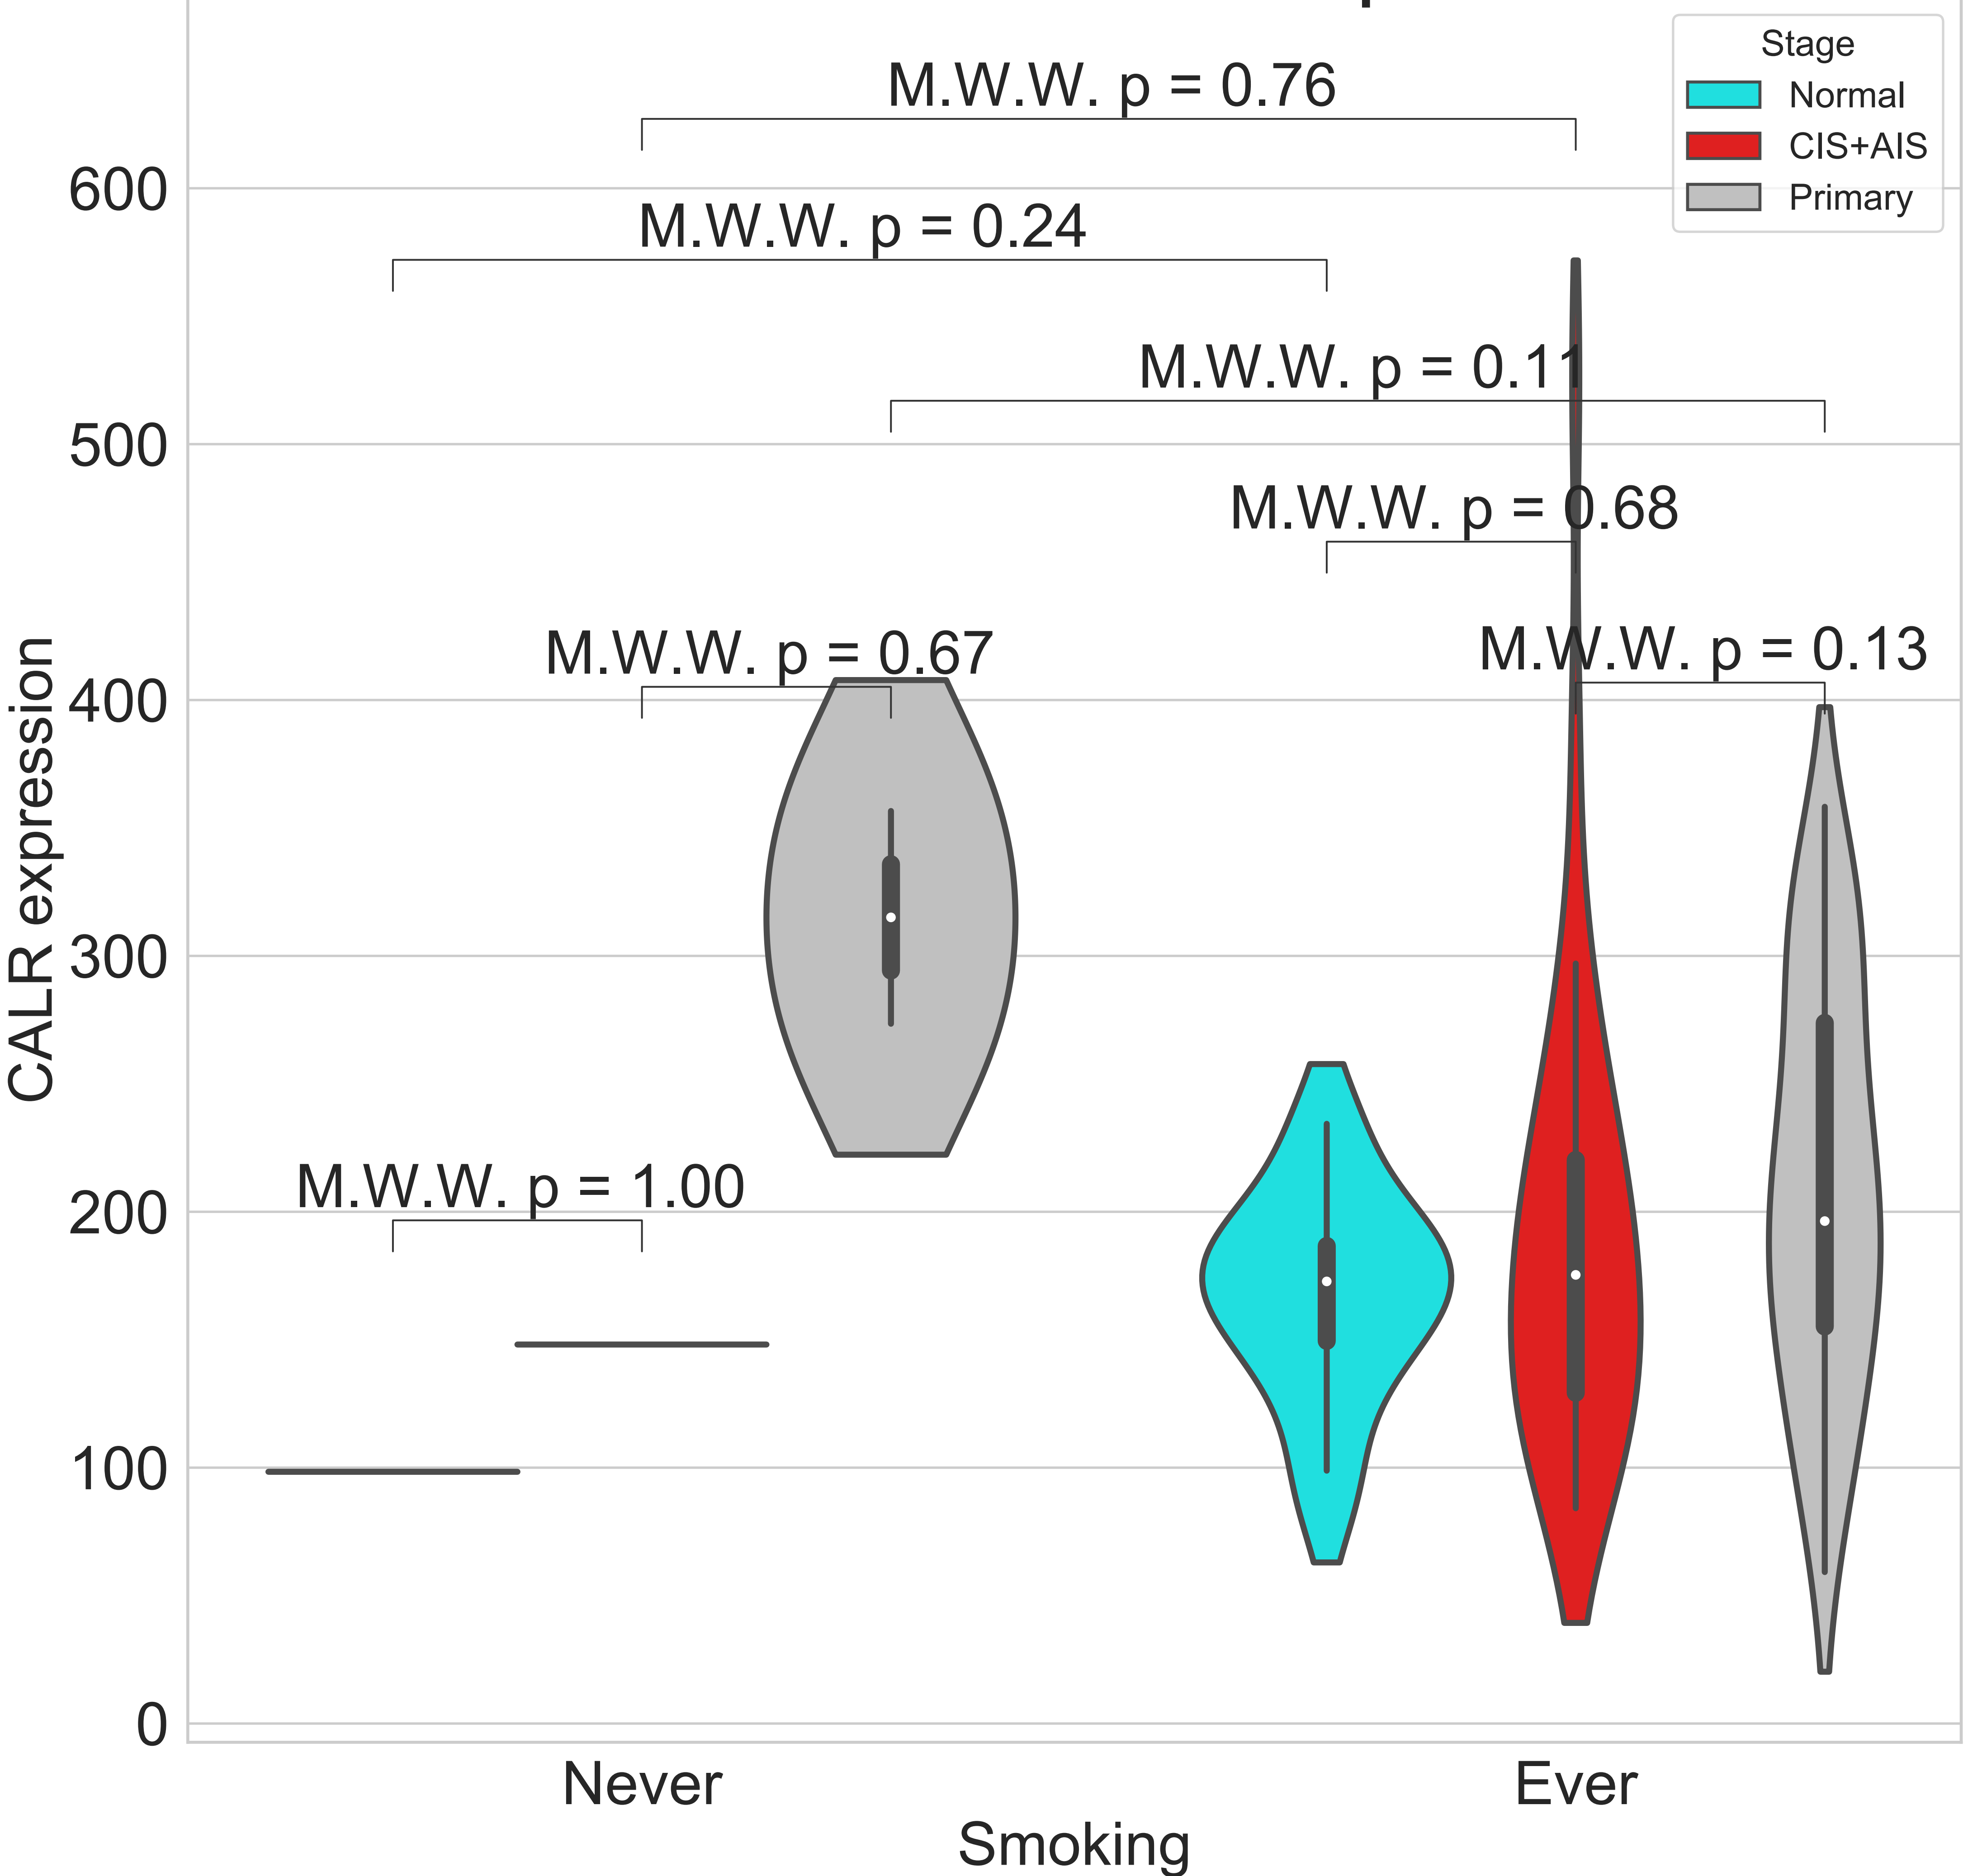 Stage
Normal
CIS+AIS
Primary
M.W.W. p = 0.76
M.W.W. p = 0.24
M.W.W. p = 0.11
M.W.W. p = 0.68
M.W.W. p = 0.67
M.W.W. p = 0.13
M.W.W. p = 1.00
600
500
400
300
200
100
0
CALR expression
Never
Ever
Smoking